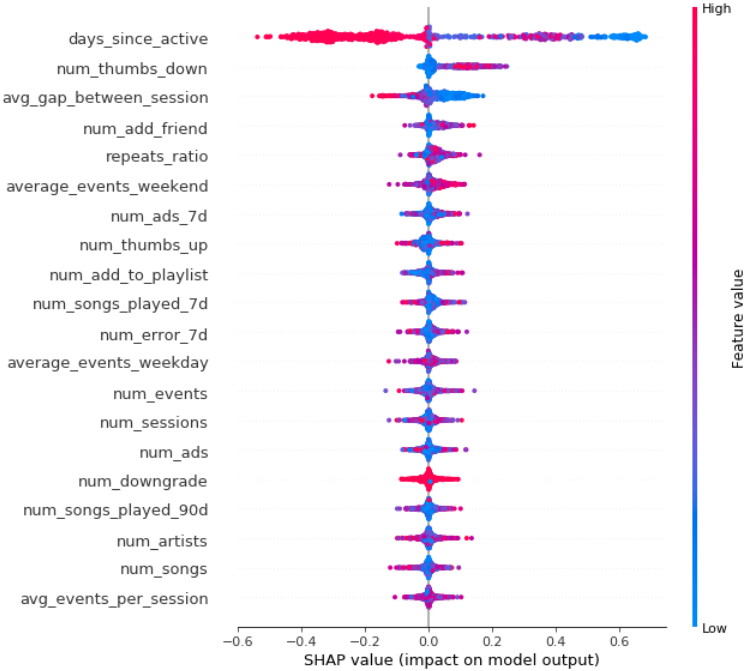 High
days_since_active
num_thumbs_down
avg_gap_between_session
num_add_friend
repeats_ratio
average_events_weekend
num_ads_7d
num_thumbs_up
num_add_to_playlist
num_songs_played_7d
num_error_7d
average_events_weekday
num_events
num_sessions
num_ads
num_downgrade
num_songs_played_90d
num_artists
num_songs
avg_events_per_session
Feature value
Low
−0.6 −0.4 −0.2 0.0 0.2 0.4 0.6
SHAP value (impact on model output)